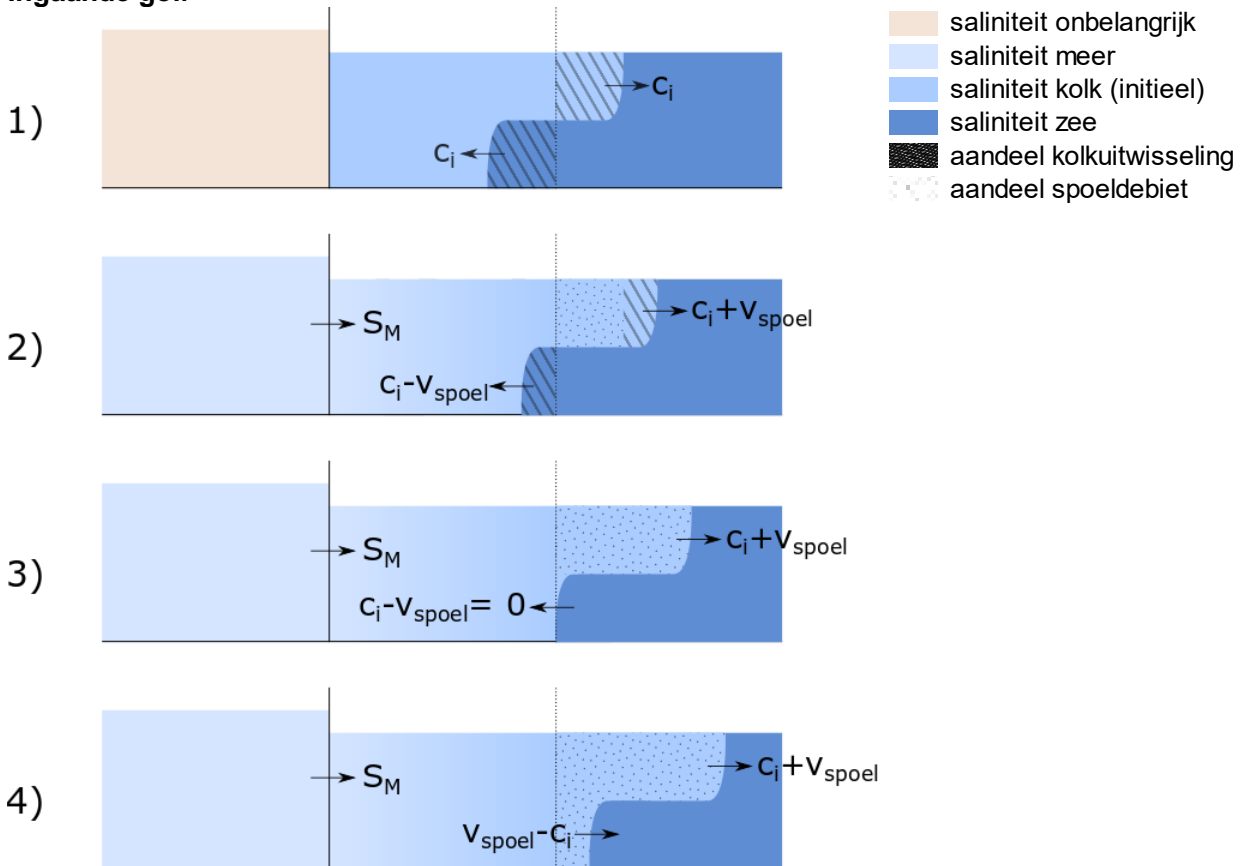 ingaande golf
saliniteit onbelangrijk
saliniteit meer
saliniteit kolk (initieel)
saliniteit zee
aandeel kolkuitwisseling
aandeel spoeldebiet
1)
cᵢ
cᵢ
2)
S_M
cᵢ+v_spoel
cᵢ-v_spoel
3)
S_M
cᵢ+v_spoel
cᵢ-v_spoel= 0
4)
S_M
cᵢ+v_spoel
v_spoel-cᵢ